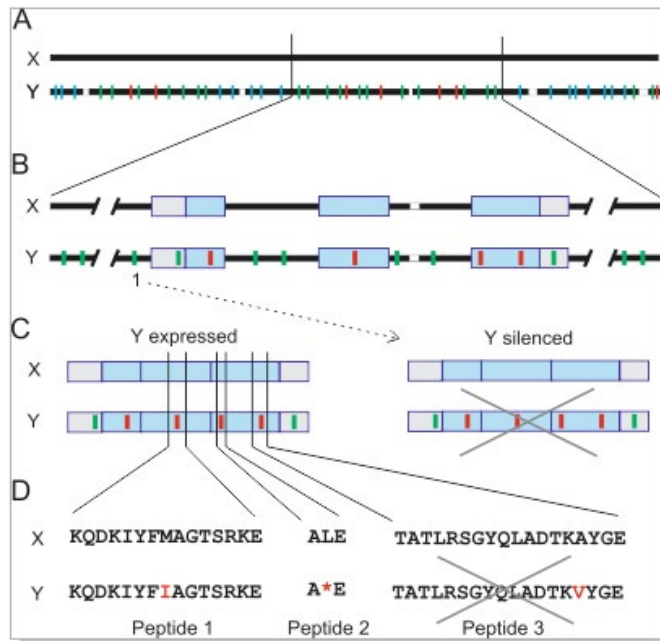 A
X
Y
B
X
Y
1
C
Y expressed
Y silenced
X
Y
D
X KQDKIYFMAGTSRKE ALE TATLRSGYQLADTKAYGE
Y KQDKIYFIAGTSRKE A*E TATLRSGYQLADTKVYGE
Peptide 1 Peptide 2 Peptide 3